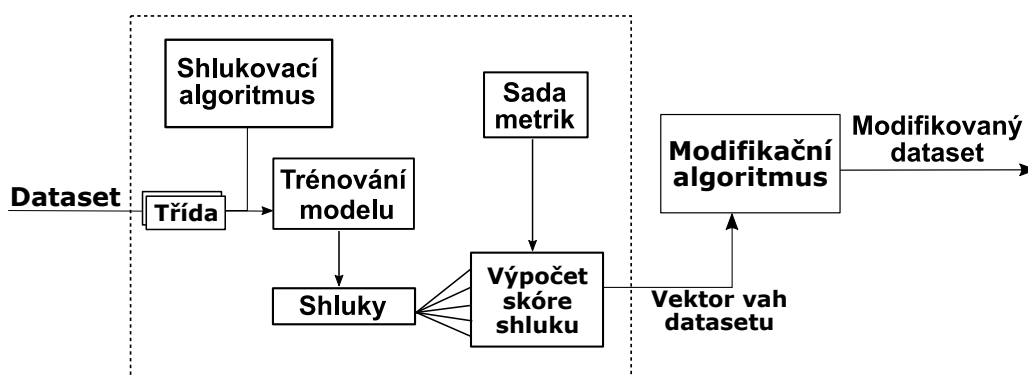 Shlukovací
algoritmus
Sada
metrik
Modifikační
algoritmus
Modifikovaný
dataset
Dataset
Třída
Trénování
modelu
Shluky
Výpočet
skóre
shluku
Vektor vah
datasetu